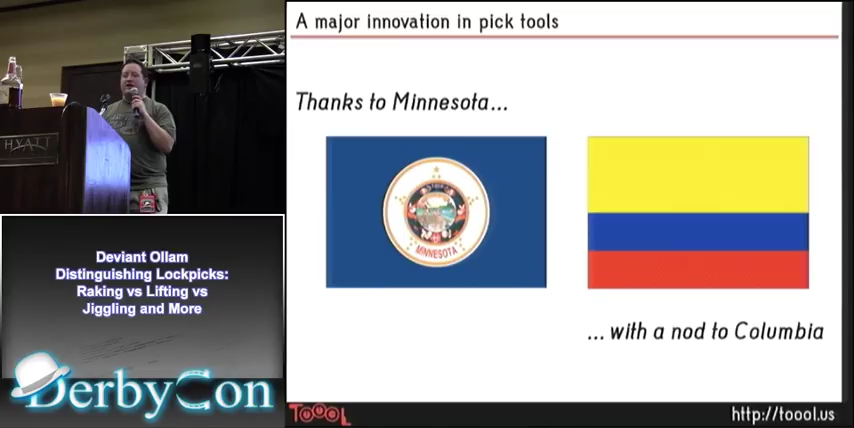 A major innovation in pick tools
Thanks to Minnesota...
MINNESOTA
... with a nod to Columbia
HYATT
Deviant Ollam
Distinguishing Lockpicks:
Raking vs Lifting vs
Jiggling and More
DerbyCon
TOOOL
http://toool.us